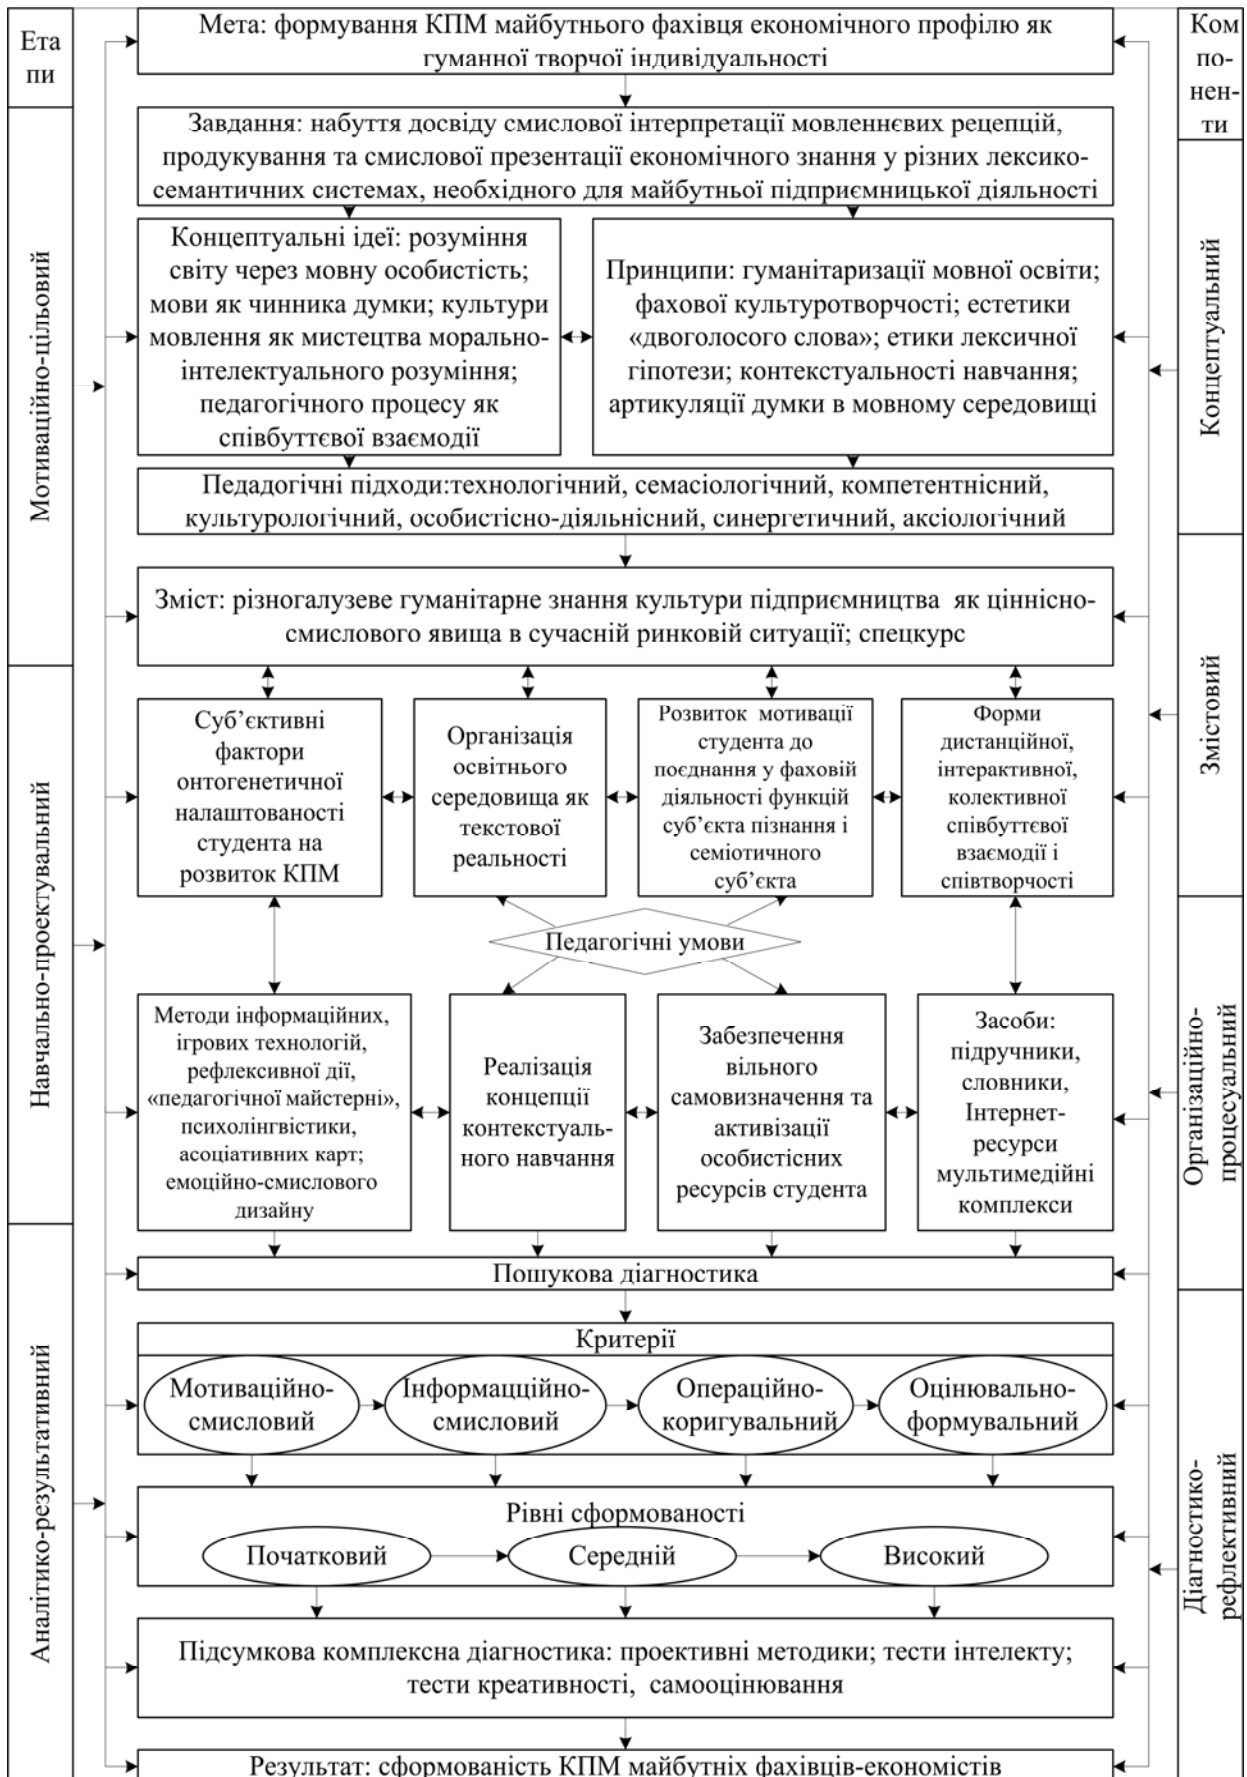 Ета
пи
Мотиваційно-цільовий
Навчально-проектувальний
Аналітико-результативний
Мета: формування КПМ майбутнього фахівця економічного профілю як
гуманної творчої індивідуальності
Завдання: набуття досвіду смислової інтерпретації мовленнєвих рецепцій,
продукування та смислової презентації економічного знання у різних лексико-
семантичних системах, необхідного для майбутньої підприємницької діяльності
Концептуальні ідеї: розуміння
світу через мовну особистість;
мови як чинника думки; культури
мовлення як мистецтва морально-
інтелектуального розуміння;
педагогічного процесу як
співбуттєвої взаємодії
Принципи: гуманітаризації мовної освіти;
фахової культуротворчості; естетики
«двоголосого слова»; етики лексичної
гіпотези; контекстуальності навчання;
артикуляції думки в мовному середовищі
Педадогічні підходи:технологічний, семасіологічний, компетентнісний,
культурологічний, особистісно-діяльнісний, синергетичний, аксіологічний
Зміст: різногалузеве гуманітарне знання культури підприємництва як ціннісно-
смислового явища в сучасній ринковій ситуації; спецкурс
Суб’єктивні
фактори
онтогенетичної
налаштованості
студента на
розвиток КПМ
Організація
освітнього
середовища як
текстової
реальності
Розвиток мотивації
студента до
поєднання у фаховій
діяльності функцій
суб’єкта пізнання і
семіотичного
суб’єкта
Форми
дистанційної,
інтерактивної,
колективної
співбуттєвої
взаємодії і
співтворчості
Педагогічні умови
Методи інформаційних,
ігрових технологій,
рефлексивної дії,
«педагогічної майстерні»,
психолінгвістики,
асоціативних карт;
емоційно-смислового
дизайну
Реалізація
концепції
контекстуаль-
ного навчання
Забезпечення
вільного
самовизначення та
активізації
особистісних
ресурсів студента
Засоби:
підручники,
словники,
Інтернет-
ресурси
мультимедійні
комплекси
Пошукова діагностика
Критерії
Мотиваційно-
смисловий
Інформацційно-
смисловий
Операційно-
коригувальний
Оцінювально-
формувальний
Рівні сформованості
Початковий
Середній
Високий
Підсумкова комплексна діагностика: проективні методики; тести інтелекту;
тести креативності, самооцінювання
Результат: сформованість КПМ майбутніх фахівців-економістів
Ком
по-
нен-
ти
Концептуальний
Змістовий
Організаційно-
процесуальний
Діагностико-
рефлективний